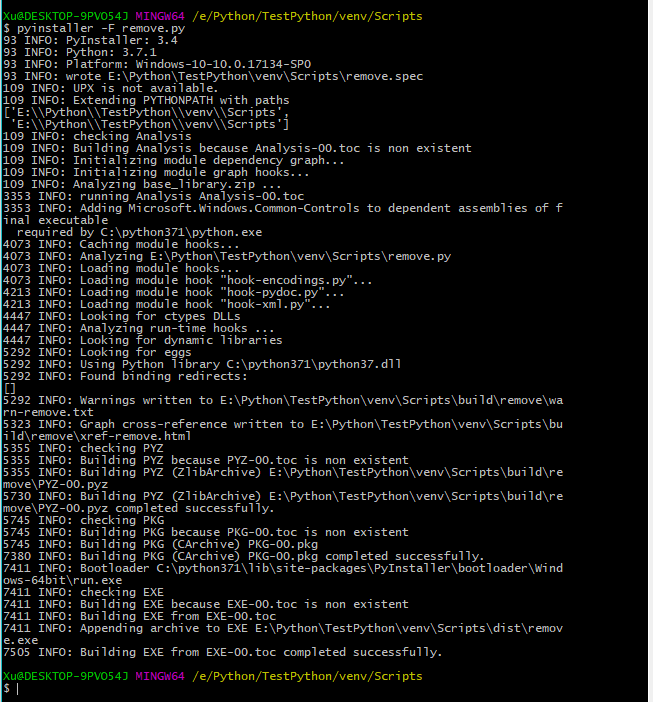 Xu@DESKTOP-9PVO54J MINGW64 /e/Python/TestPython/venv/Scripts
$ pyinstaller -F remove.py
93 INFO: PyInstaller: 3.4
93 INFO: Python: 3.7.1
93 INFO: Platform: Windows-10-10.0.17134-SP0
93 INFO: wrote E:\Python\TestPython\venv\Scripts\remove.spec
109 INFO: UPX is not available.
109 INFO: Extending PYTHONPATH with paths
['E:\\Python\\TestPython\\venv\\Scripts',
 'E:\\Python\\TestPython\\venv\\Scripts']
109 INFO: checking Analysis
109 INFO: Building Analysis because Analysis-00.toc is non existent
109 INFO: Initializing module dependency graph...
109 INFO: Initializing module graph hooks...
109 INFO: Analyzing base_library.zip ...
3353 INFO: running Analysis Analysis-00.toc
3353 INFO: Adding Microsoft.Windows.Common-Controls to dependent assemblies of f
inal executable
  required by C:\python371\python.exe
4073 INFO: Caching module hooks...
4073 INFO: Analyzing E:\Python\TestPython\venv\Scripts\remove.py
4073 INFO: Loading module hooks...
4073 INFO: Loading module hook "hook-encodings.py"...
4213 INFO: Loading module hook "hook-pydoc.py"...
4213 INFO: Loading module hook "hook-xml.py"...
4447 INFO: Looking for ctypes DLLs
4447 INFO: Analyzing run-time hooks ...
4447 INFO: Looking for dynamic libraries
5292 INFO: Looking for eggs
5292 INFO: Using Python library C:\python371\python37.dll
5292 INFO: Found binding redirects:
[]
5292 INFO: Warnings written to E:\Python\TestPython\venv\Scripts\build\remove\wa
rn-remove.txt
5323 INFO: Graph cross-reference written to E:\Python\TestPython\venv\Scripts\bu
ild\remove\xref-remove.html
5355 INFO: checking PYZ
5355 INFO: Building PYZ because PYZ-00.toc is non existent
5355 INFO: Building PYZ (ZlibArchive) E:\Python\TestPython\venv\Scripts\build\re
move\PYZ-00.pyz
5730 INFO: Building PYZ (ZlibArchive) E:\Python\TestPython\venv\Scripts\build\re
move\PYZ-00.pyz completed successfully.
5745 INFO: checking PKG
5745 INFO: Building PKG because PKG-00.toc is non existent
5745 INFO: Building PKG (CArchive) PKG-00.pkg
7380 INFO: Building PKG (CArchive) PKG-00.pkg completed successfully.
7411 INFO: Bootloader C:\python371\lib\site-packages\PyInstaller\bootloader\Wind
ows-64bit\run.exe
7411 INFO: checking EXE
7411 INFO: Building EXE because EXE-00.toc is non existent
7411 INFO: Building EXE from EXE-00.toc
7411 INFO: Appending archive to EXE E:\Python\TestPython\venv\Scripts\dist\remov
e.exe
7505 INFO: Building EXE from EXE-00.toc completed successfully.
Xu@DESKTOP-9PVO54J MINGW64 /e/Python/TestPython/venv/Scripts
$